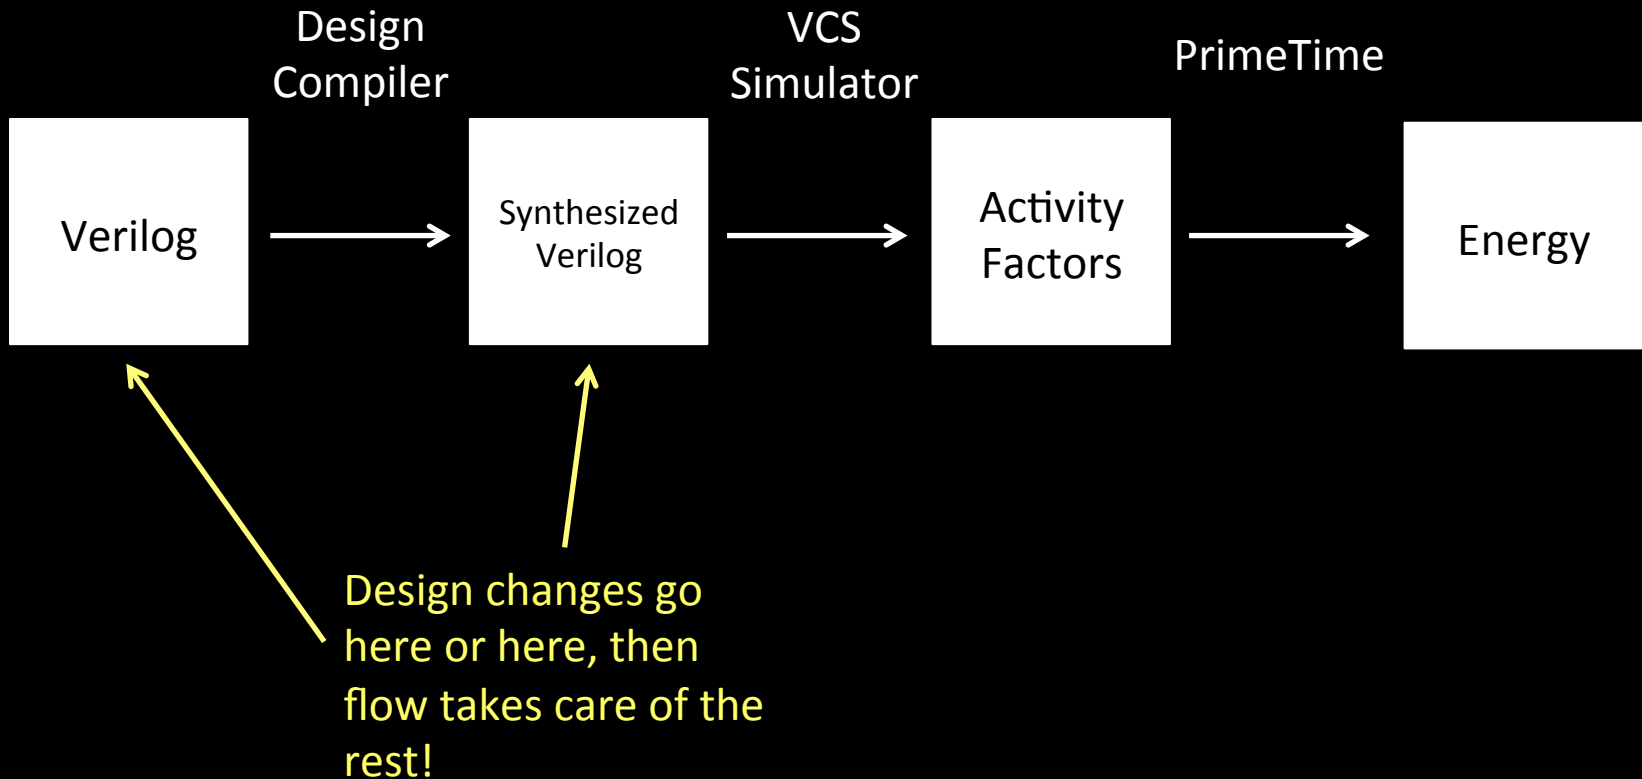 Design
Compiler
VCS
Simulator
PrimeTime
Verilog
Synthesized
Verilog
Activity
Factors
Energy
Design changes go
here or here, then
flow takes care of the
rest!